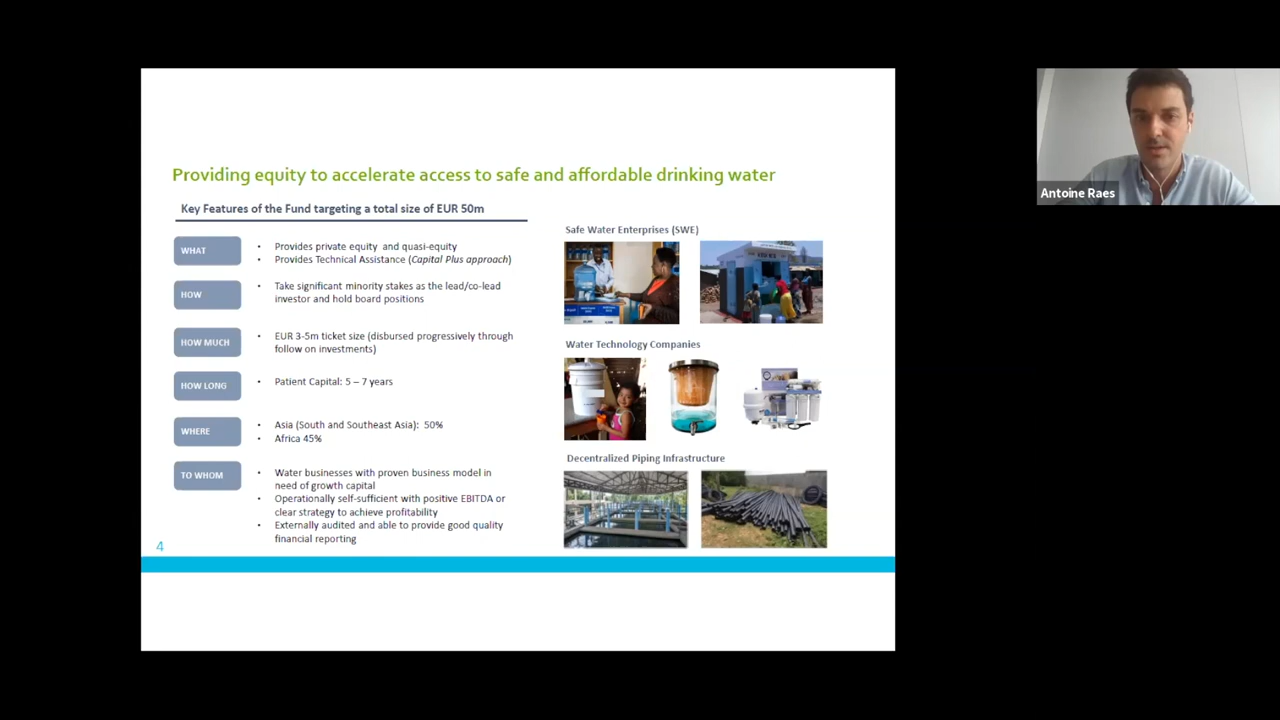 Providing equity to accelerate access to safe and affordable drinking water
Key Features of the Fund targeting a total size of EUR 50m
WHAT
• Provides private equity and quasi-equity
• Provides Technical Assistance (Capital Plus approach)
HOW
• Take significant minority stakes as the lead/co-lead
investor and hold board positions
HOW MUCH
• EUR 3-5m ticket size (disbursed progressively through
follow on investments)
HOW LONG
• Patient Capital: 5 – 7 years
WHERE
• Asia (South and Southeast Asia): 50%
• Africa 45%
TO WHOM
• Water businesses with proven business model in
need of growth capital
• Operationally self-sufficient with positive EBITDA or
clear strategy to achieve profitability
• Externally audited and able to provide good quality
financial reporting
4
Safe Water Enterprises (SWE)
Water Technology Companies
Decentralized Piping Infrastructure
Antoine Raes